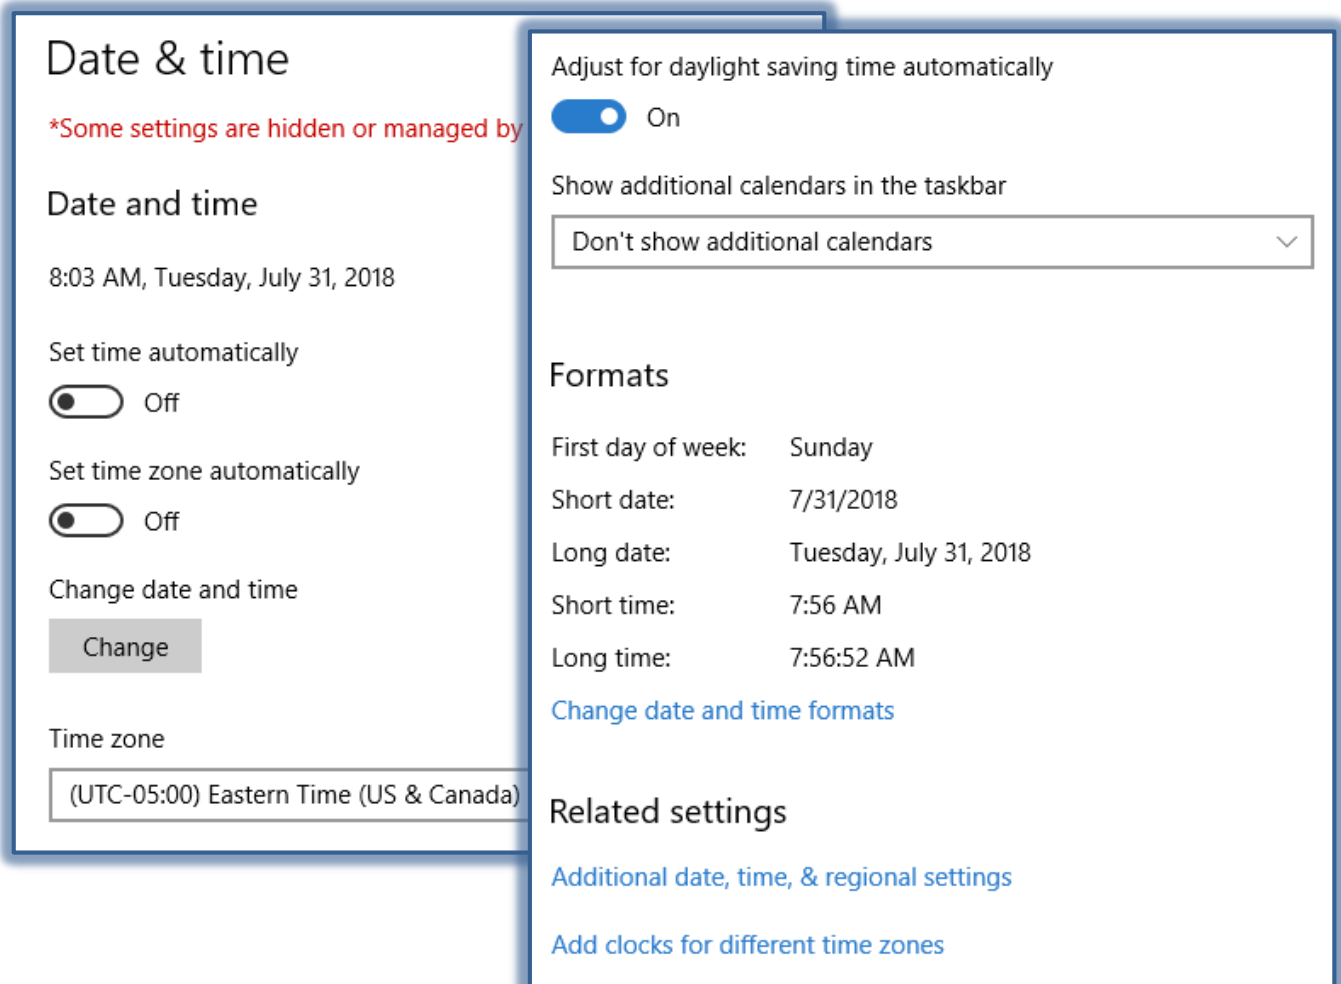 Date & time
*Some settings are hidden or managed by
Date and time
8:03 AM, Tuesday, July 31, 2018
Set time automatically
Off
Set time zone automatically
Off
Change date and time
Change
Time zone
(UTC-05:00) Eastern Time (US & Canada)
Adjust for daylight saving time automatically
On
Show additional calendars in the taskbar
Don't show additional calendars
Formats
First day of week: Sunday
Short date: 7/31/2018
Long date: Tuesday, July 31, 2018
Short time: 7:56 AM
Long time: 7:56:52 AM
Change date and time formats
Related settings
Additional date, time, & regional settings
Add clocks for different time zones